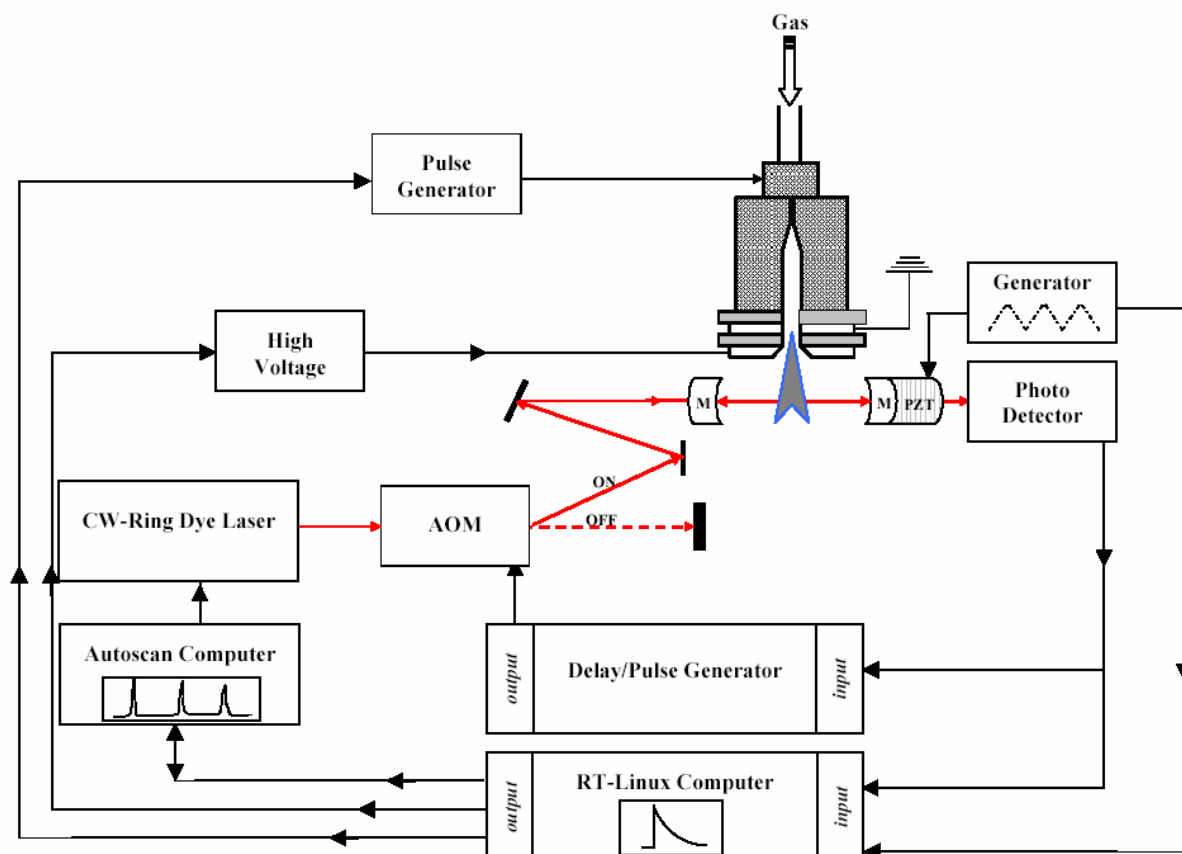 Gas
Pulse
Generator
Generator
High
Voltage
M
M
PZT
Photo
Detector
ON
CW-Ring Dye Laser
AOM
OFF
Autoscan Computer
output
Delay/Pulse Generator
input
output
RT-Linux Computer
input